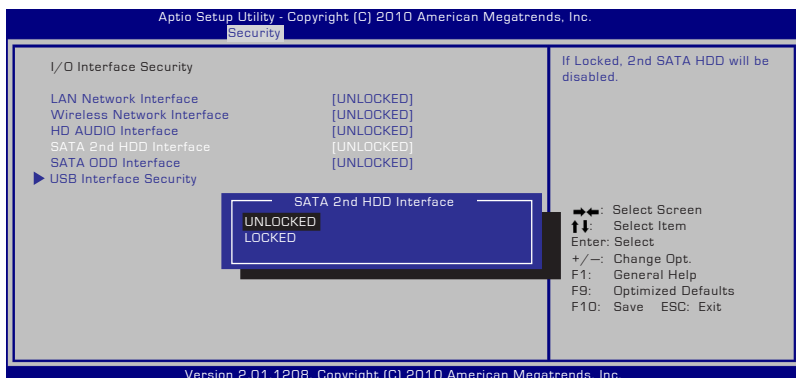 Aptio Setup Utility - Copyright (C) 2010 American Megatrends, Inc.
Security
I/O Interface Security
LAN Network Interface [UNLOCKED]
Wireless Network Interface [UNLOCKED]
HD AUDIO Interface [UNLOCKED]
SATA 2nd HDD Interface [UNLOCKED]
SATA ODD Interface [UNLOCKED]
USB Interface Security
SATA 2nd HDD Interface
UNLOCKED
LOCKED
If Locked, 2nd SATA HDD will be
disabled.
: Select Screen
: Select Item
Enter: Select
+/—: Change Opt.
F1: General Help
F9: Optimized Defaults
F10: Save ESC: Exit
Version 2.01.1208. Copyright (C) 2010 American Megatrends, Inc.